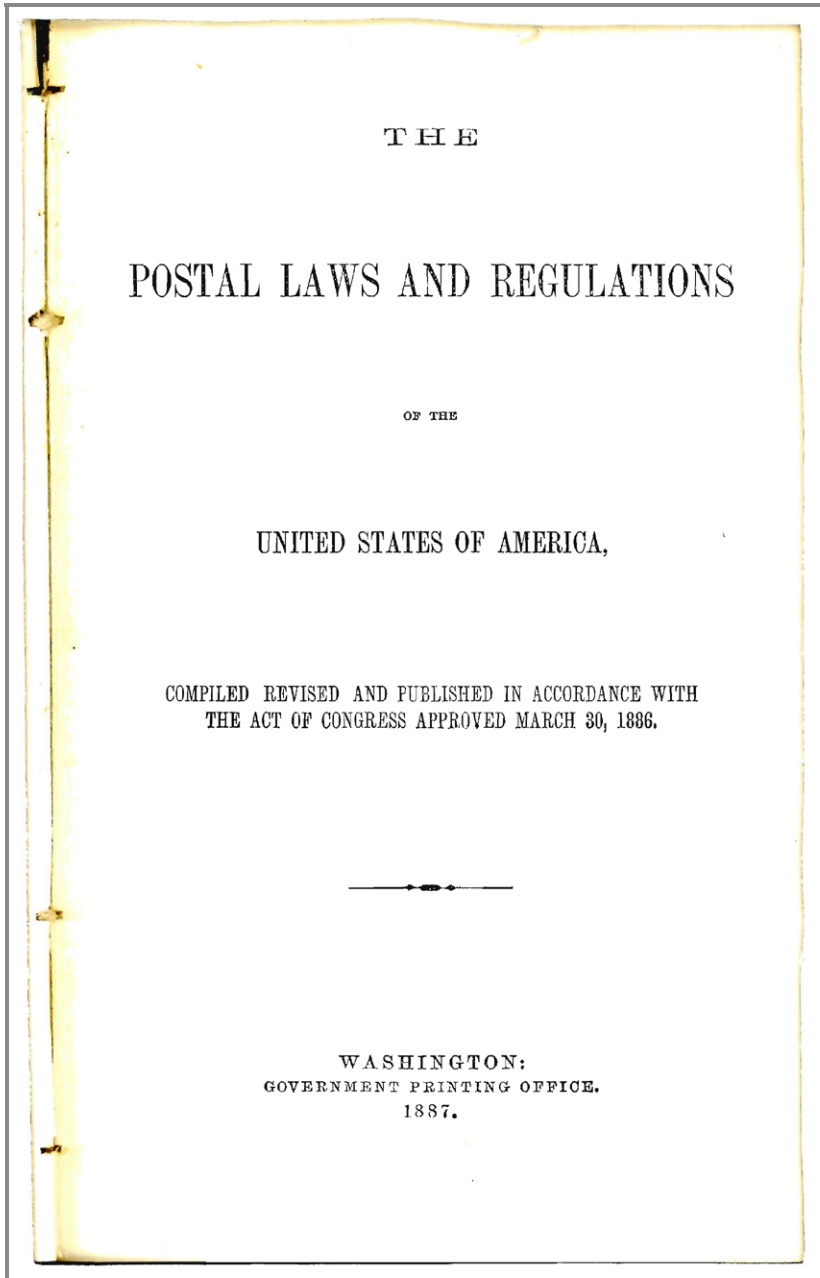 THE
POSTAL LAWS AND REGULATIONS
OF THE
UNITED STATES OF AMERICA,
COMPILED REVISED AND PUBLISHED IN ACCORDANCE WITH
THE ACT OF CONGRESS APPROVED MARCH 30, 1886.
WASHINGTON:
GOVERNMENT PRINTING OFFICE.
1887.